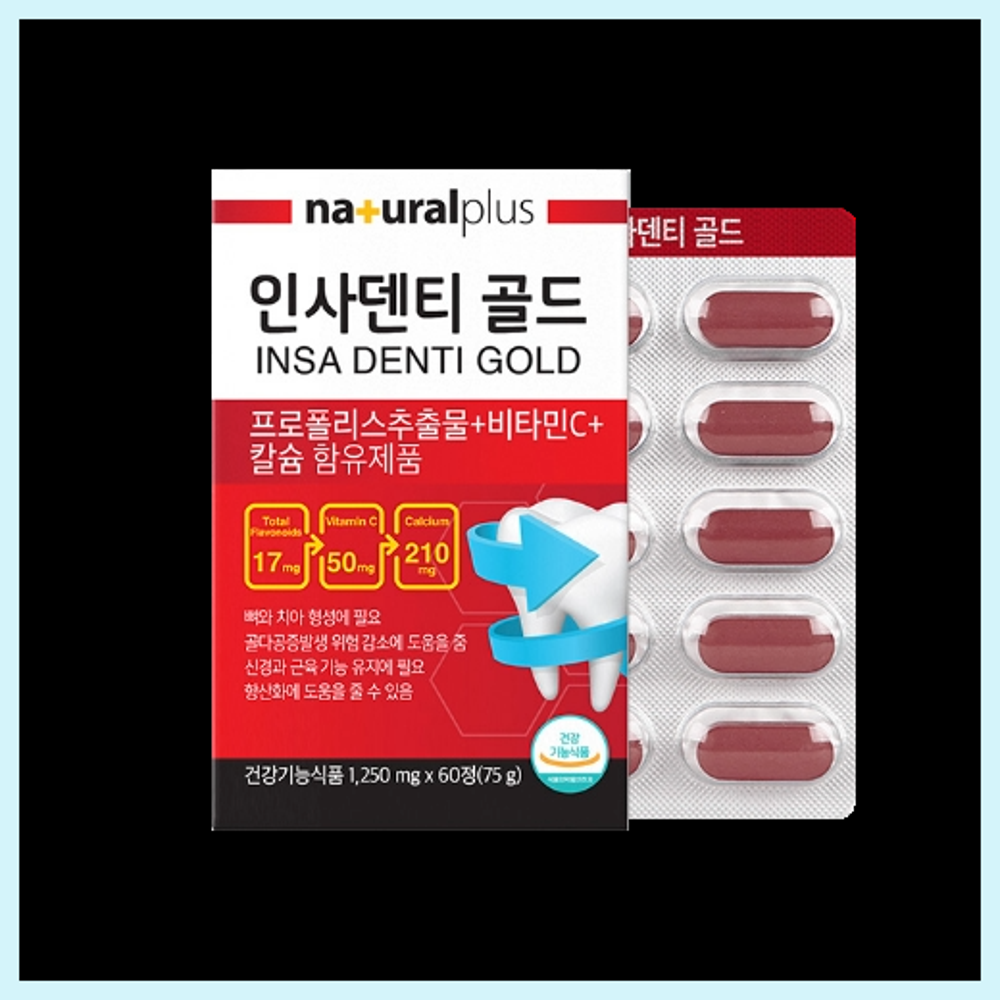 naturalplus
인사덴티 골드
INSA DENTI GOLD
프로폴리스추출물+비타민C+
칼슘 함유제품
Total Flavonoids 17mg
Vitamin C 50mg
Calcium 210mg
뼈와 치아 형성에 필요
골다공증발생 위험 감소에 도움을 줌
신경과 근육 기능 유지에 필요
항산화에 도움을 줄 수 있음
건강
기능식품
건강기능식품 1,250 mg x 60정(75 g)
덴티 골드